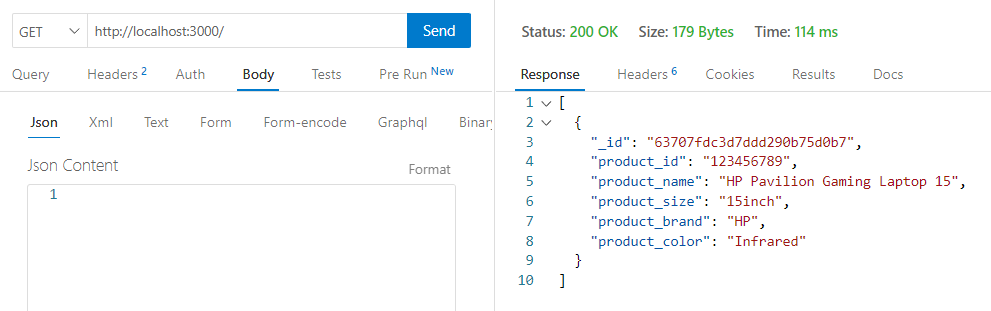 GET http://localhost:3000/ Send
Query Headers 2 Auth Body Tests Pre Run New
Json Xml Text Form Form-encode Graphql Binar
Json Content Format
1
Status: 200 OK Size: 179 Bytes Time: 114 ms
Response Headers 6 Cookies Results Docs
1 [
2 {
3 "_id": "63707fdc3d7ddd290b75d0b7",
4 "product_id": "123456789",
5 "product_name": "HP Pavilion Gaming Laptop 15",
6 "product_size": "15inch",
7 "product_brand": "HP",
8 "product_color": "Infrared"
9 }
10 ]